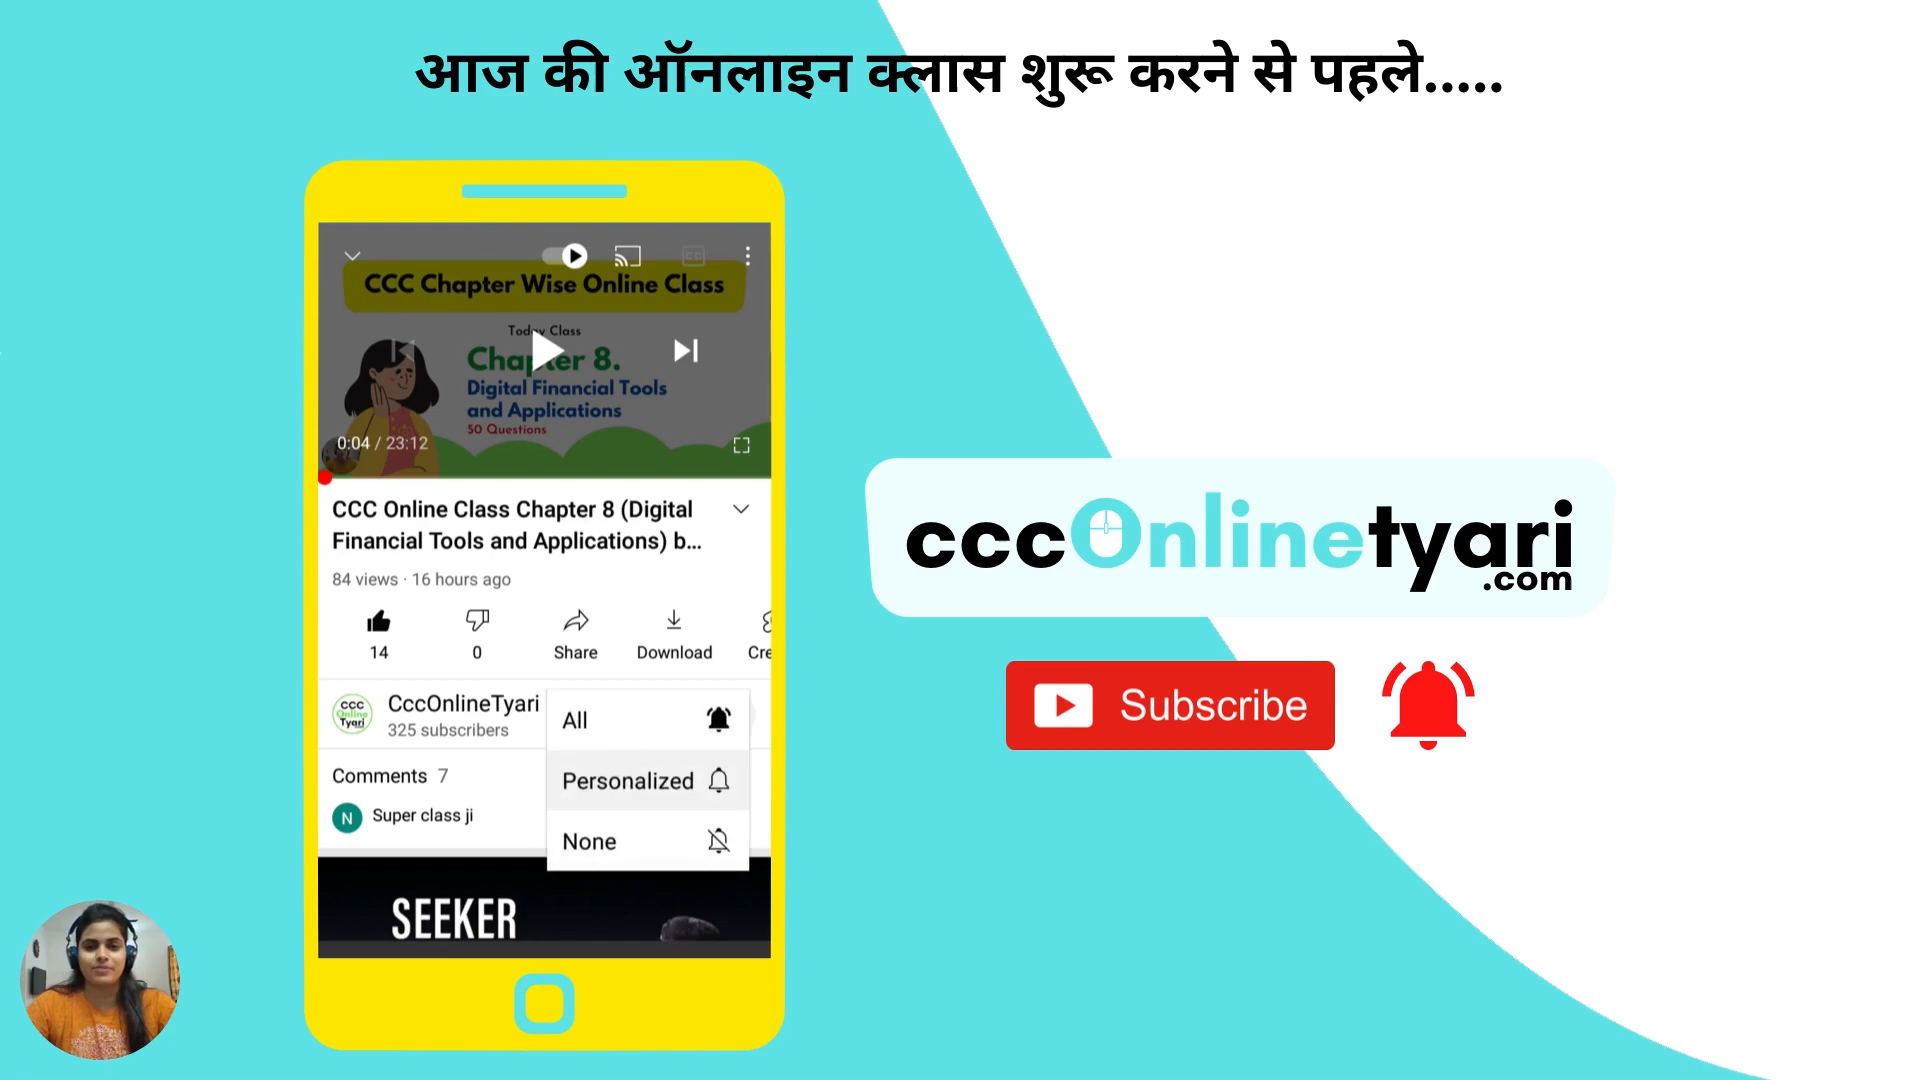 आज की ऑनलाइन क्लास शुरू करने से पहले.....
CCC Chapter Wise Online Class
Today Class
Chapter 8.
Digital Financial Tools
and Applications
50 Questions
0:04 / 23:12
CCC Online Class Chapter 8 (Digital
Financial Tools and Applications) b...
84 views · 16 hours ago
14
0
Share
Download
Cre
CCC
Online
Tyari
CccOnlineTyari
325 subscribers
All
Personalized
None
Comments 7
N
Super class ji
SEEKER
cccOnlinetyari
.com
Subscribe